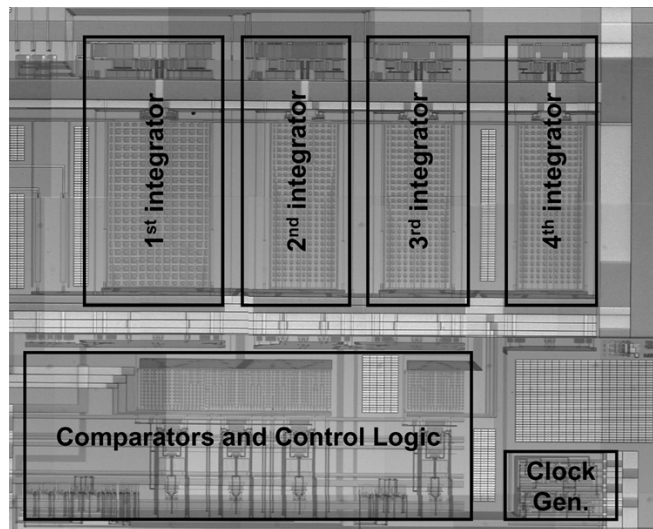 1st integrator
2nd integrator
3rd integrator
4th integrator
Comparators and Control Logic
Clock
Gen.